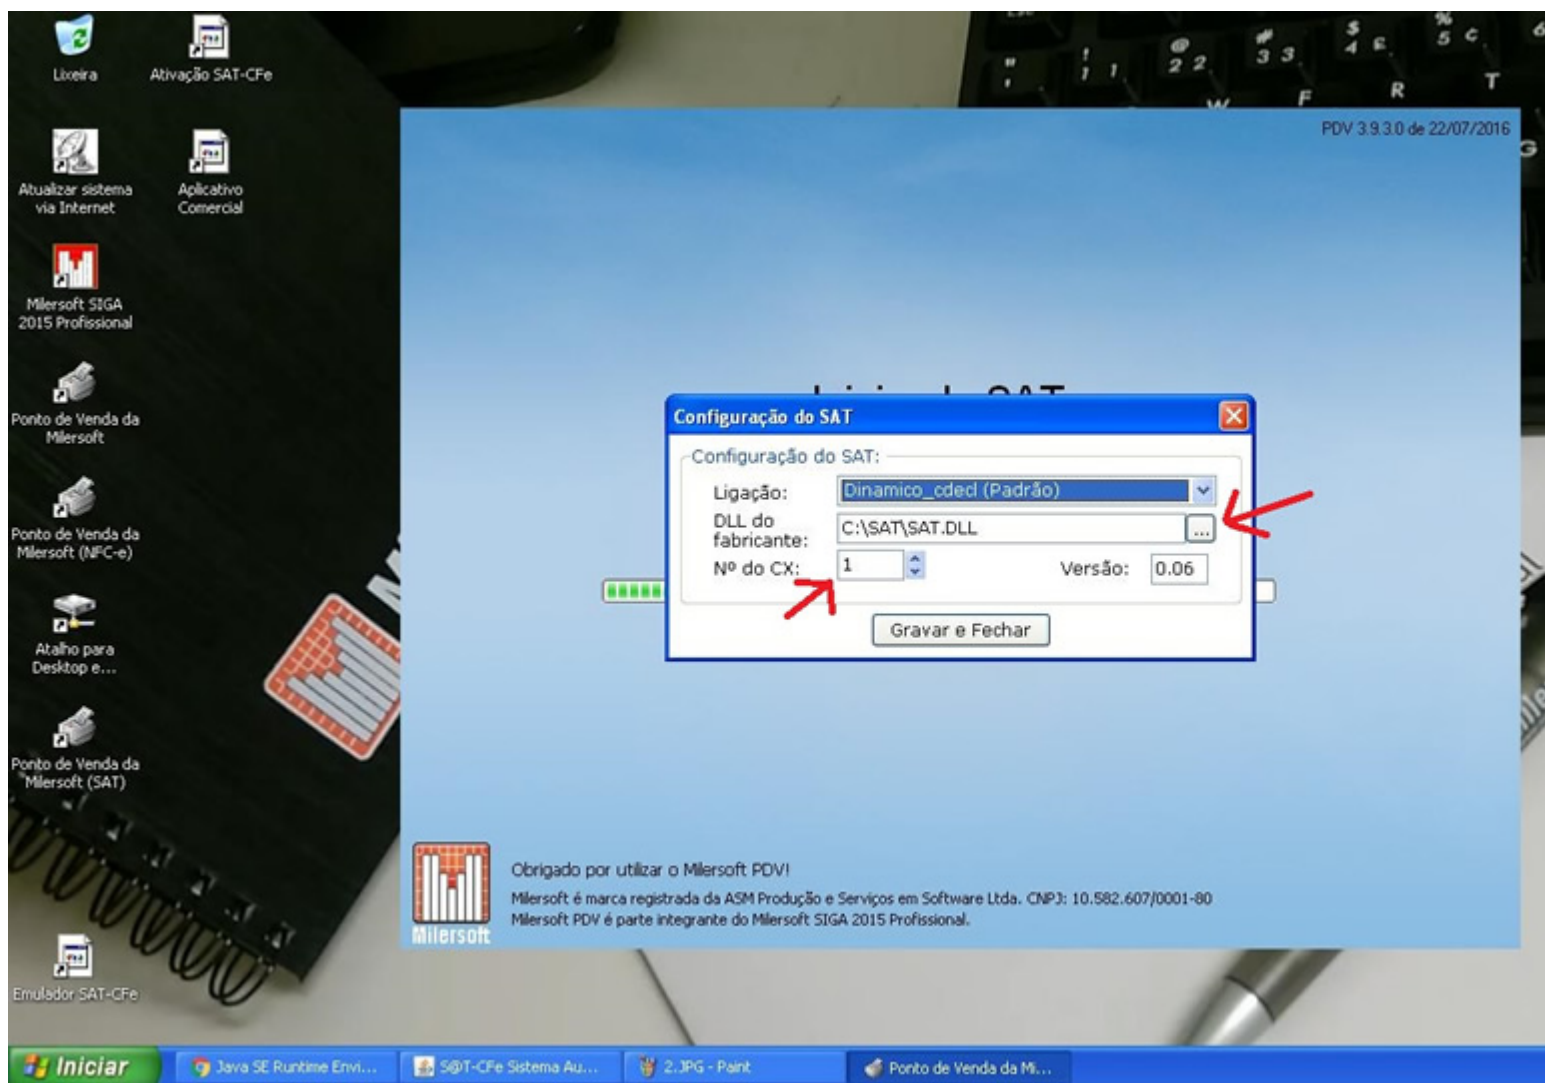 Lixeira
Ativação SAT-CFe
Atualizar sistema
via Internet
Aplicativo
Comercial
Milersoft SIGA
2015 Profissional
Ponto de Venda da
Milersoft
Ponto de Venda da
Milersoft (NFC-e)
Atalho para
Desktop e...
Ponto de Venda da
Milersoft (SAT)
Emulador SAT-CFe
PDV 3.9.3.0 de 22/07/2016
Configuração do SAT
Configuração do SAT:
Ligação: Dinamico_cdecl (Padrão)
DLL do
fabricante: C:\SAT\SAT.DLL ...
Nº do CX: 1 Versão: 0.06
Gravar e Fechar
Obrigado por utilizar o Milersoft PDV!
Milersoft é marca registrada da ASM Produção e Serviços em Software Ltda. CNPJ: 10.582.607/0001-80
Milersoft PDV é parte integrante do Milersoft SIGA 2015 Profissional.
Milersoft
Iniciar
Java SE Runtime Envi...
S@T-CFe Sistema Au...
2.JPG - Paint
Ponto de Venda da Mi...